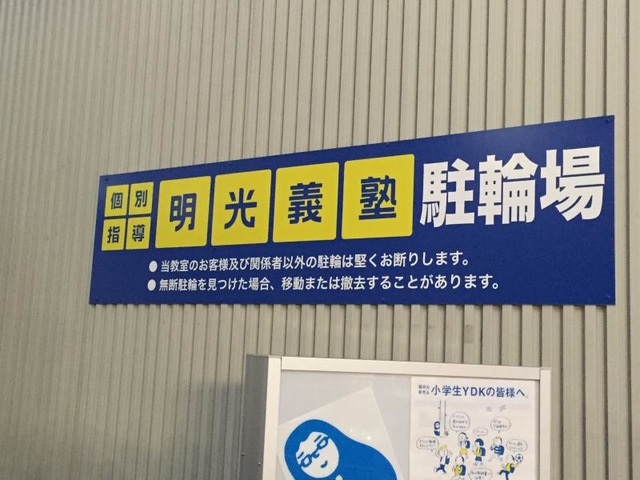 個別指導 明光義塾 駐輪場
● 当教室のお客様及び関係者以外の駐輪は堅くお断りします。
● 無断駐輪を見つけた場合、移動または撤去することがあります。
小学生YDKの皆様へ。